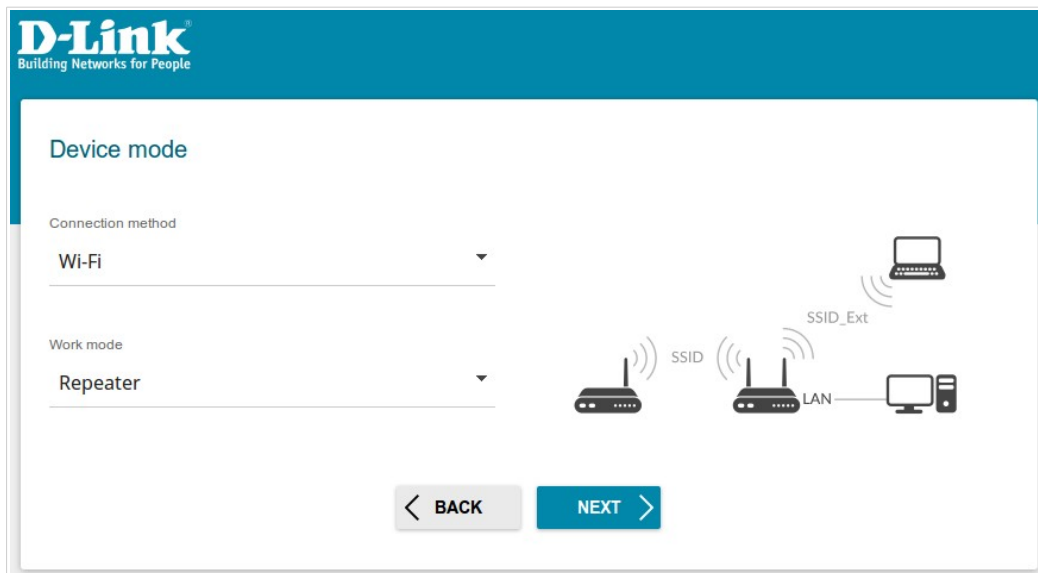 D-Link®
Building Networks for People
Device mode
Connection method
Wi-Fi
Work mode
Repeater
SSID
SSID_Ext
LAN
BACK
NEXT